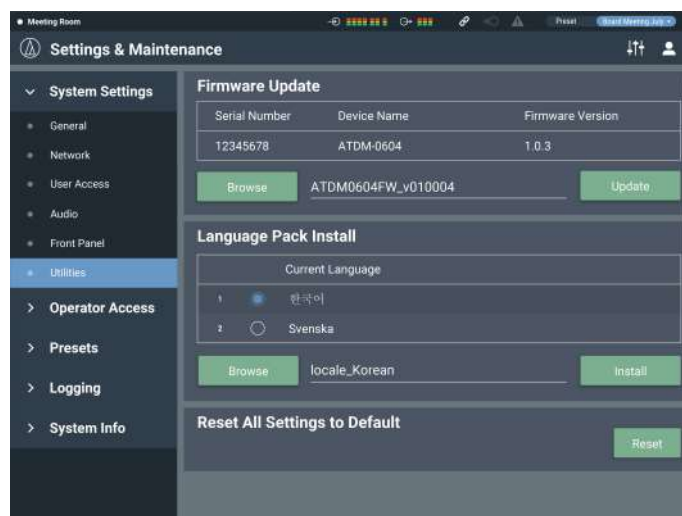 Meeting Room
Preset
Board Meeting July
Settings & Maintenance
System Settings
General
Network
User Access
Audio
Front Panel
Utilities
Operator Access
Presets
Logging
System Info
Firmware Update
Serial Number Device Name Firmware Version
12345678 ATDM-0604 1.0.3
Browse ATDM0604FW_v010004 Update
Language Pack Install
Current Language
1 한국어
2 Svenska
Browse locale_Korean Install
Reset All Settings to Default
Reset